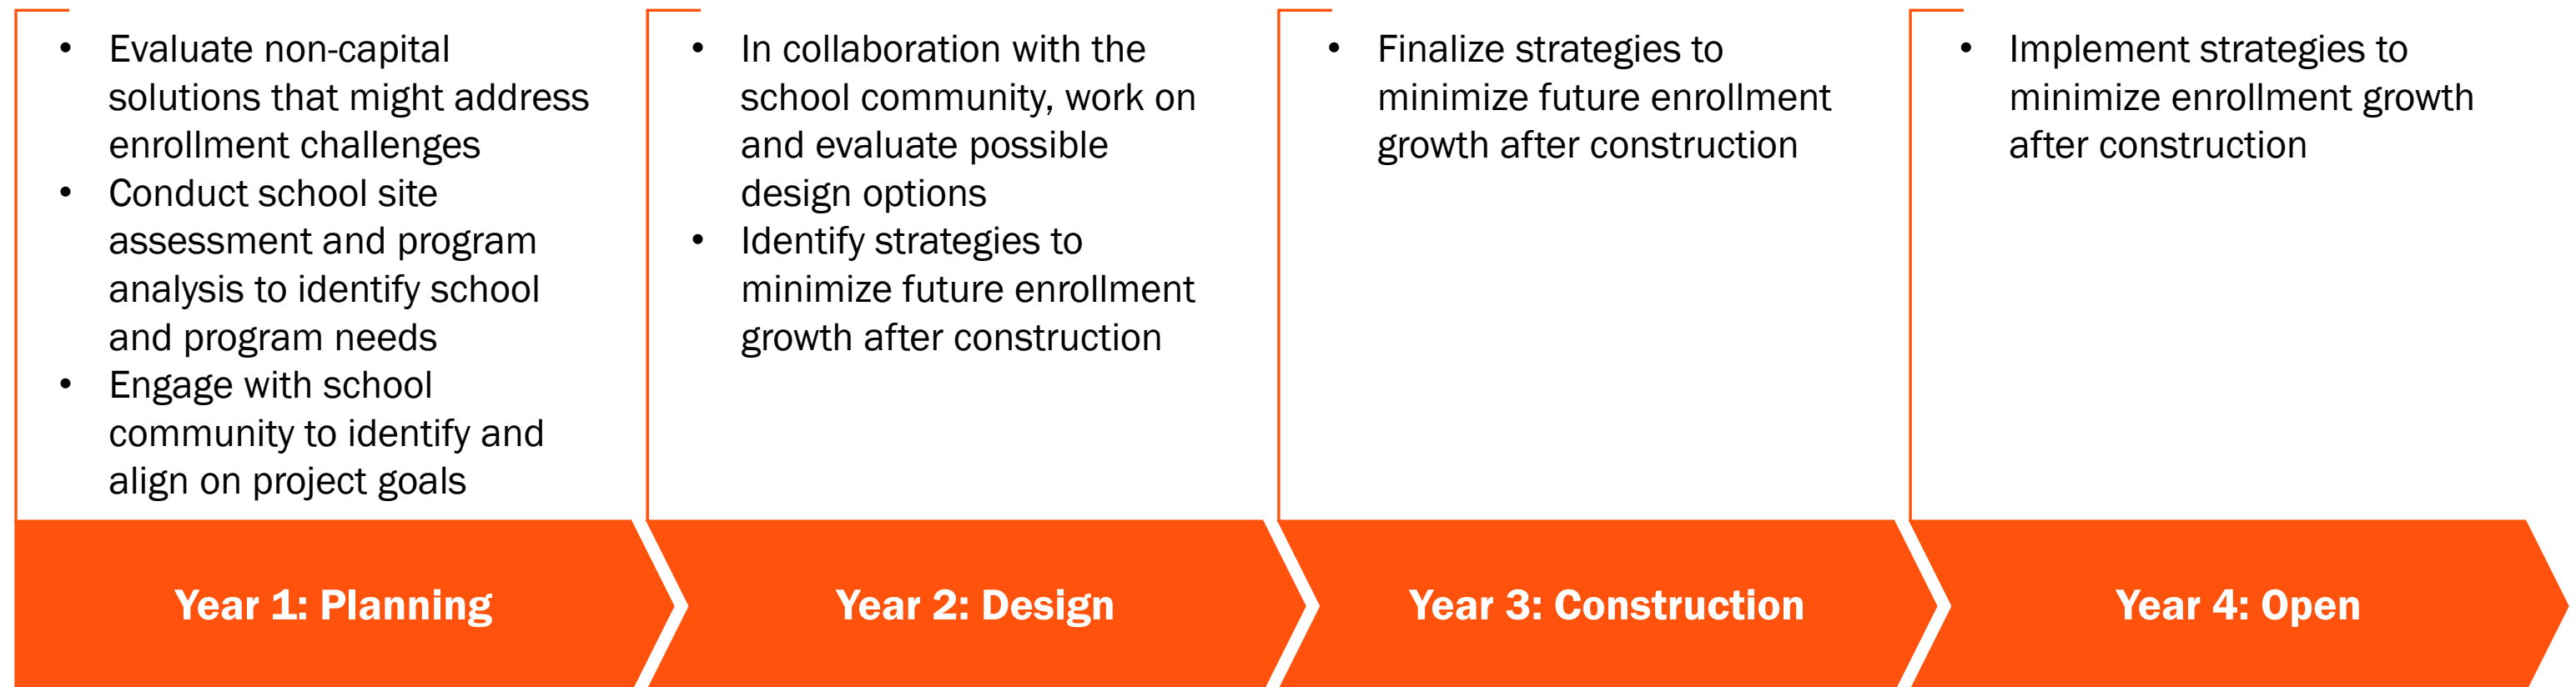 • Evaluate non-capital
solutions that might address
enrollment challenges
• Conduct school site
assessment and program
analysis to identify school
and program needs
• Engage with school
community to identify and
align on project goals
Year 1: Planning
• In collaboration with the
school community, work on
and evaluate possible
design options
• Identify strategies to
minimize future enrollment
growth after construction
Year 2: Design
• Finalize strategies to
minimize future enrollment
growth after construction
Year 3: Construction
• Implement strategies to
minimize enrollment growth
after construction
Year 4: Open